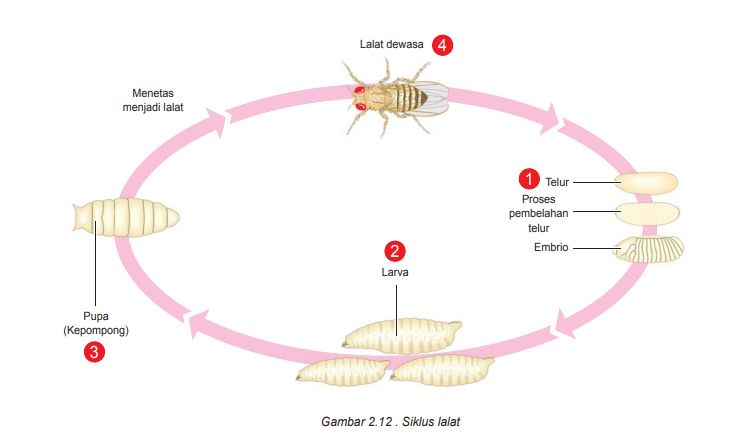 Lalat dewasa 4
Menetas
menjadi lalat
1 Telur
Proses
pembelahan
telur
Embrio
2
Larva
Pupa
(Kepompong)
3
Gambar 2.12 . Siklus lalat